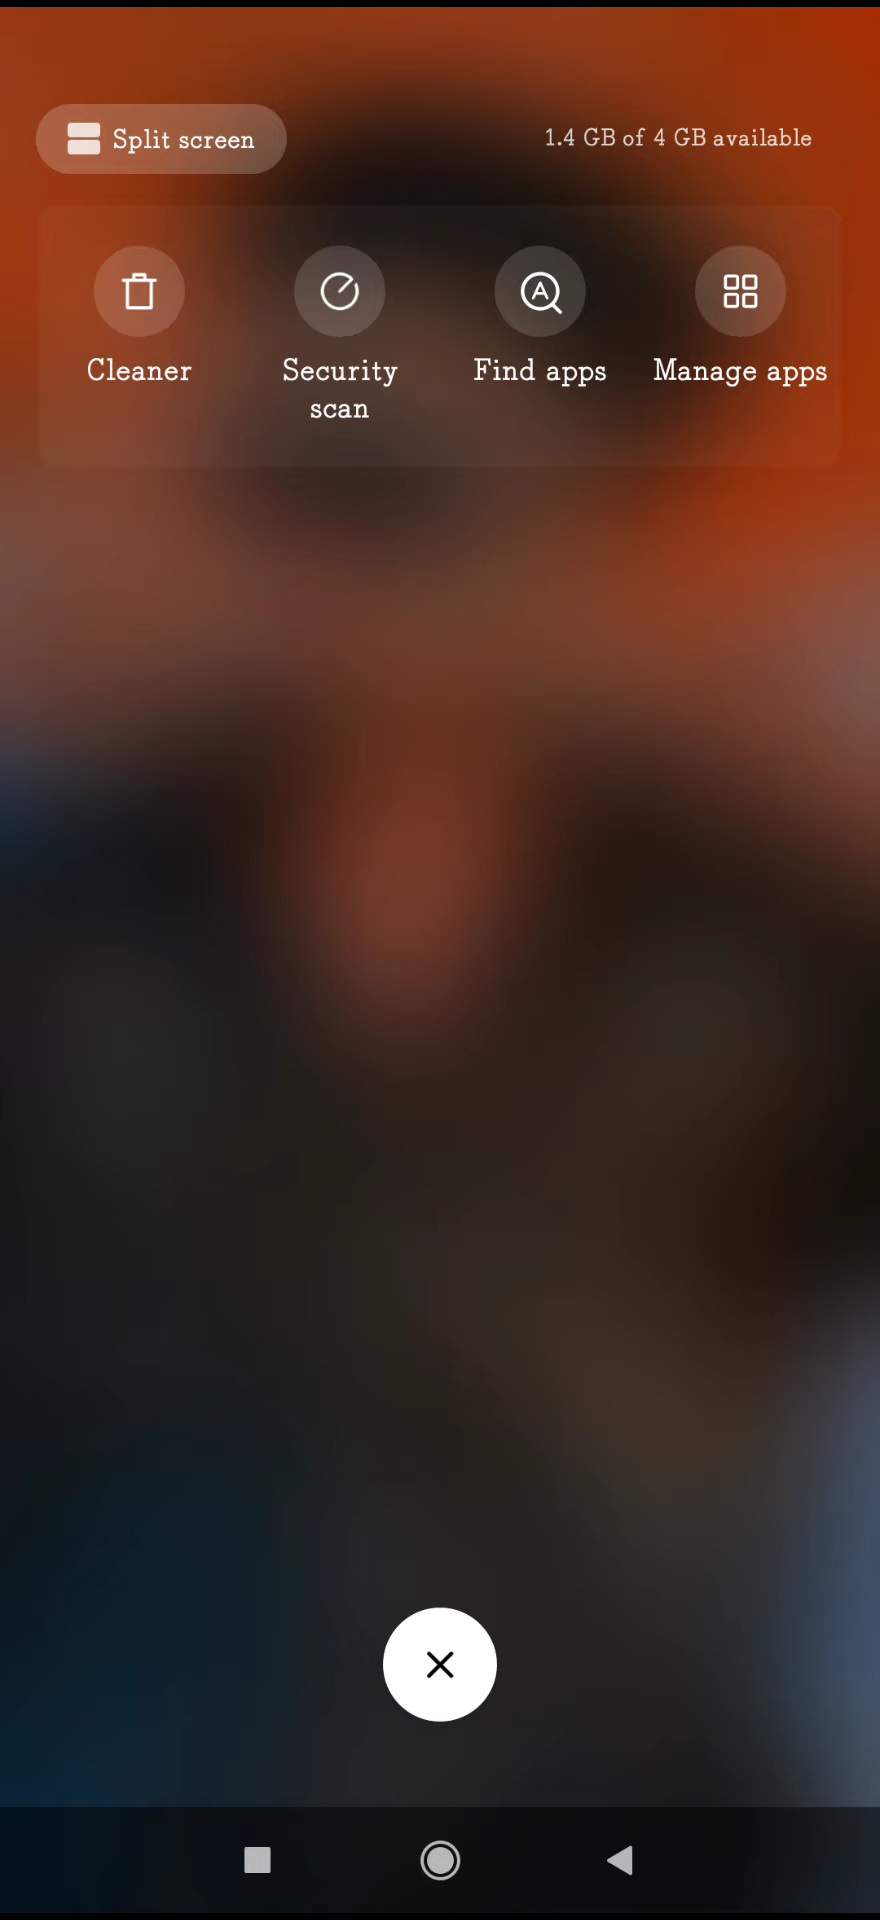 Split screen
1.4 GB of 4 GB available
Cleaner
Security
scan
Find apps
Manage apps